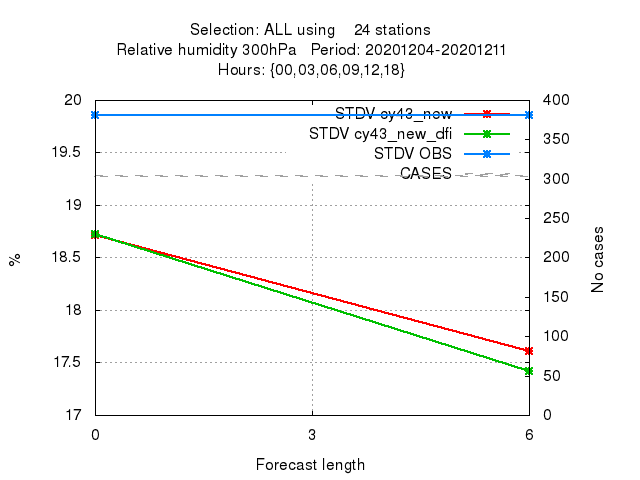 Selection: ALL using    24 stations
Relative humidity 300hPa   Period: 20201204-20201211
Hours: {00,03,06,09,12,18}
20
19.5
19
18.5
18
17.5
17
%
STDV cy43_new
STDV cy43_new_dfi
STDV OBS
CASES
400
350
300
250
200
150
100
50
0
No cases
0 3 6
Forecast length